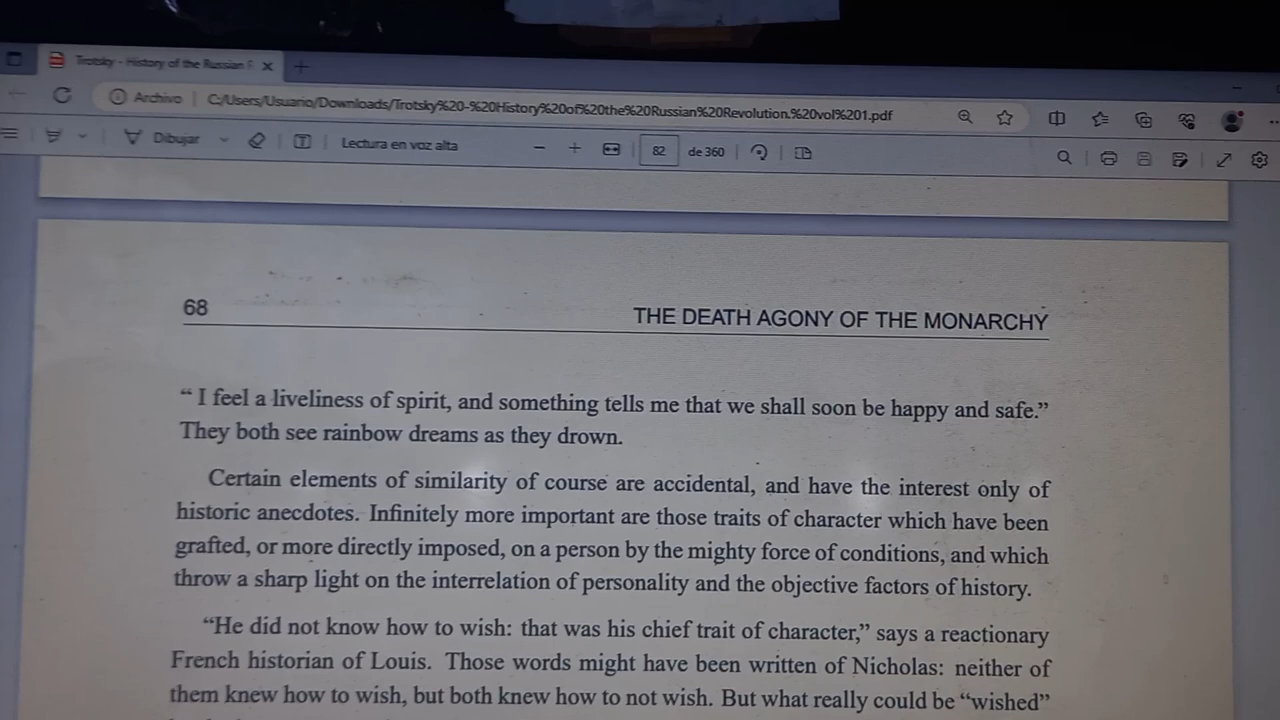 Trotsky - History of the Russian
Archivo
C:/Users/Usuario/Downloads/Trotsky%20-%20History%20of%20the%20Russian%20Revolution.%20vol%201.pdf
Dibujar
Lectura en voz alta
82 de 360
68 THE DEATH AGONY OF THE MONARCHY
“ I feel a liveliness of spirit, and something tells me that we shall soon be happy and safe.”
They both see rainbow dreams as they drown.
Certain elements of similarity of course are accidental, and have the interest only of
historic anecdotes. Infinitely more important are those traits of character which have been
grafted, or more directly imposed, on a person by the mighty force of conditions, and which
throw a sharp light on the interrelation of personality and the objective factors of history.
“He did not know how to wish: that was his chief trait of character,” says a reactionary
French historian of Louis. Those words might have been written of Nicholas: neither of
them knew how to wish, but both knew how to not wish. But what really could be “wished”